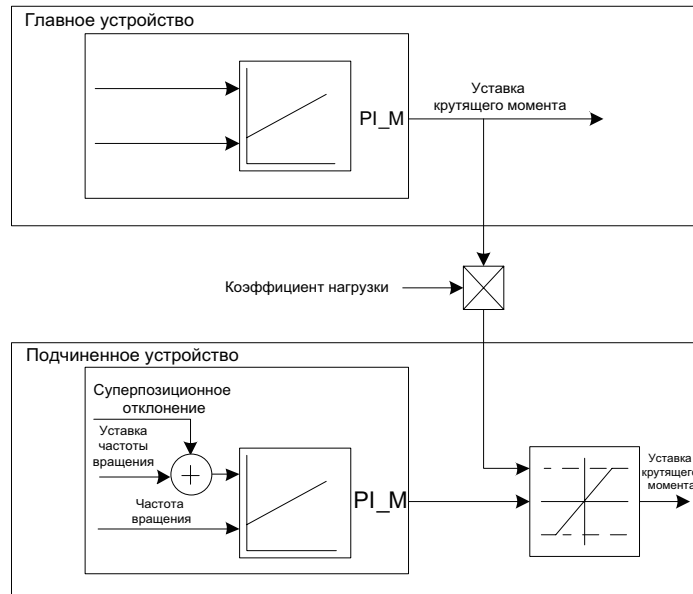 Главное устройство
PI_M
Уставка
крутящего момента
Коэффициент нагрузки
Подчиненное устройство
Суперпозиционное
отклонение
Уставка
частоты
вращения
Частота
вращения
PI_M
Уставка
крутящего
момента